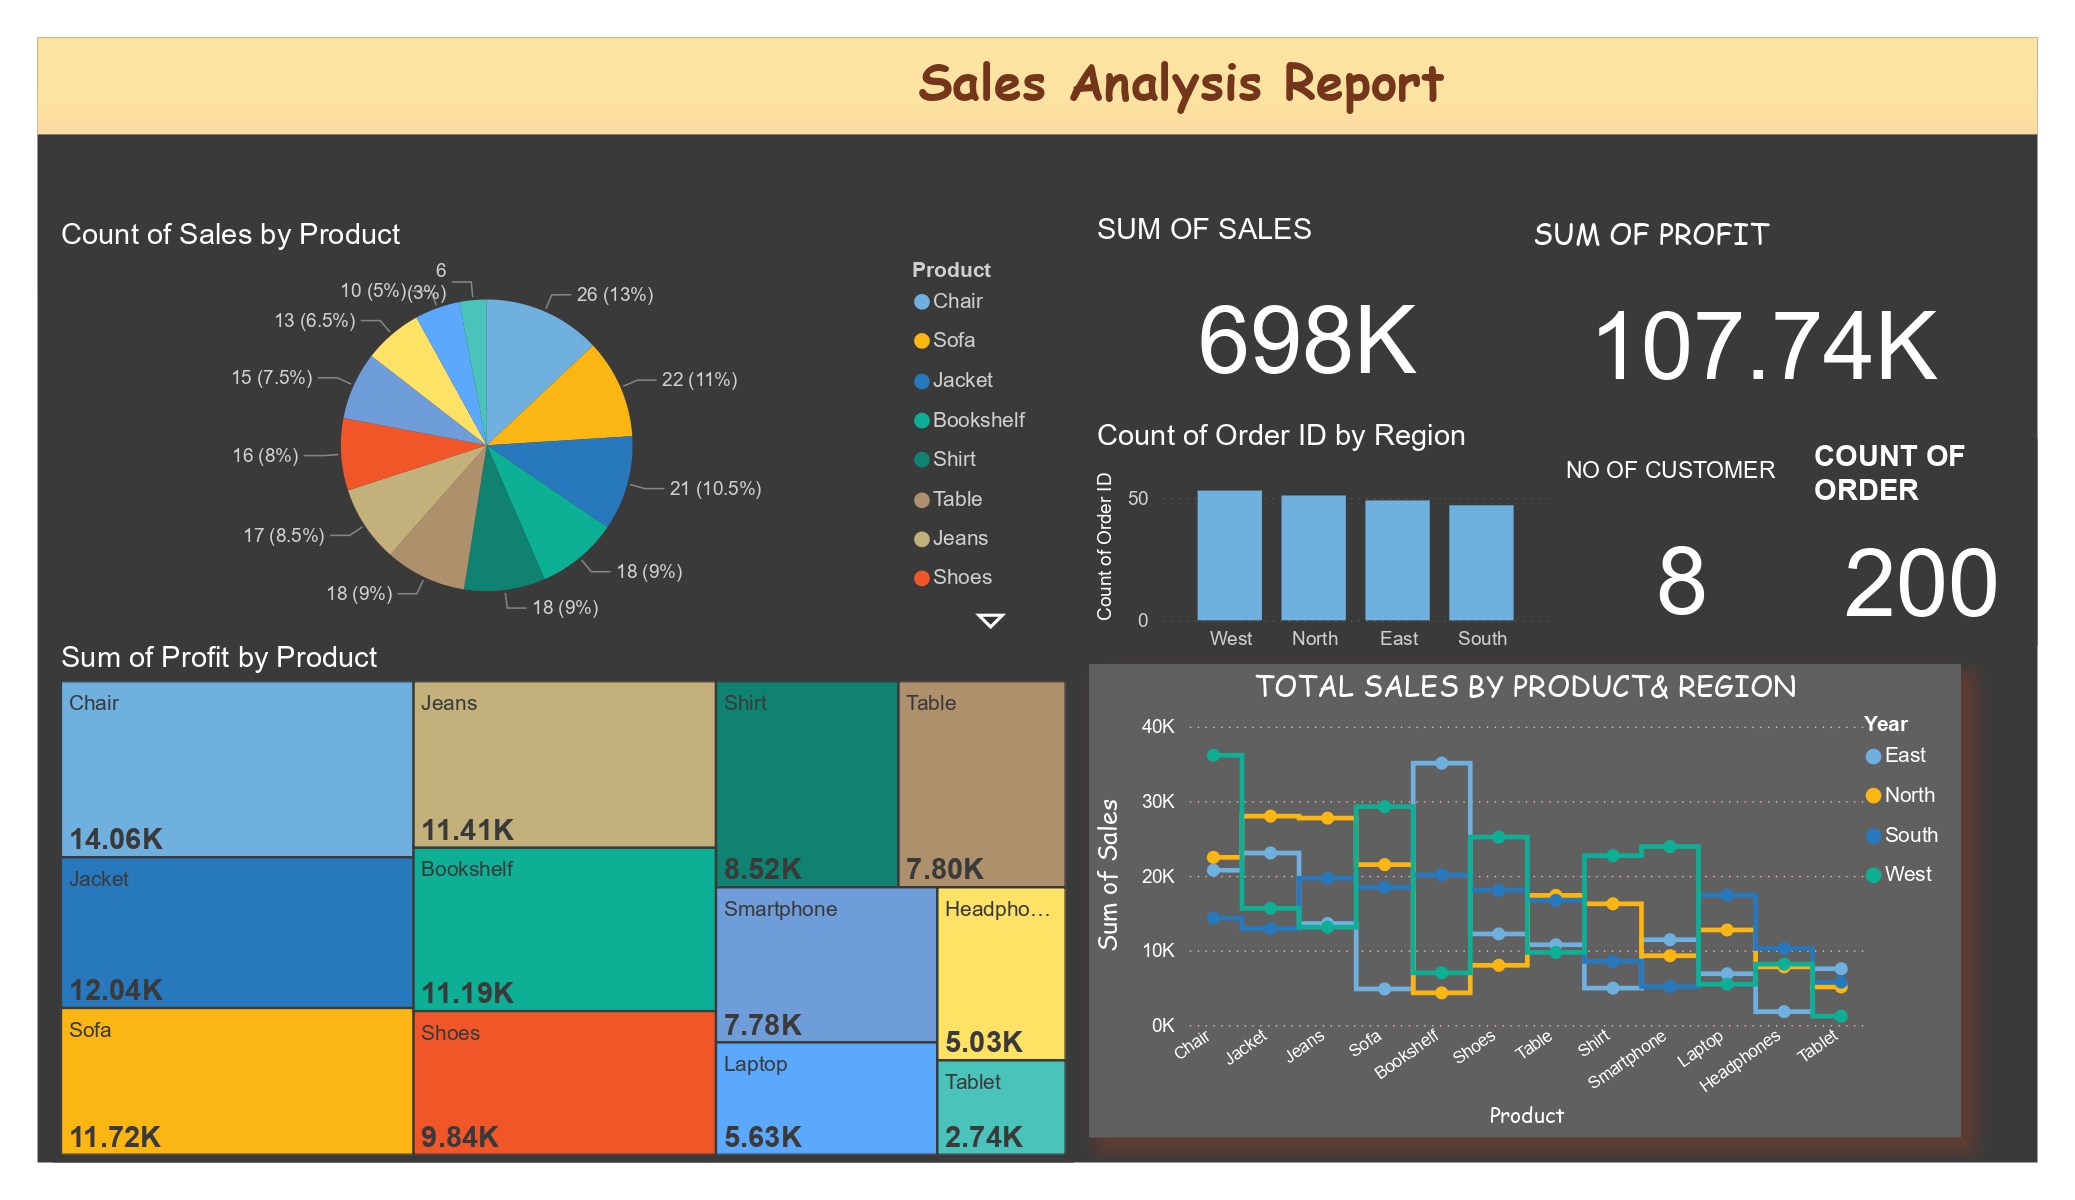 Sales Analysis Report
Count of Sales by Product
26 (13%)
22 (11%)
21 (10.5%)
18 (9%)
18 (9%)
18 (9%)
17 (8.5%)
16 (8%)
15 (7.5%)
13 (6.5%)
10 (5%)
6
(3%)
Product
Chair
Sofa
Jacket
Bookshelf
Shirt
Table
Jeans
Shoes
SUM OF SALES
698K
SUM OF PROFIT
107.74K
Count of Order ID by Region
Count of Order ID
50
0
West
North
East
South
NO OF CUSTOMER
8
COUNT OF
ORDER
200
Sum of Profit by Product
Chair
14.06K
Jacket
12.04K
Sofa
11.72K
Jeans
11.41K
Bookshelf
11.19K
Shoes
9.84K
Shirt
8.52K
Table
7.80K
Smartphone
7.78K
Laptop
5.63K
Headpho...
5.03K
Tablet
2.74K
TOTAL SALES BY PRODUCT& REGION
Sum of Sales
40K
30K
20K
10K
0K
Chair
Jacket
Jeans
Sofa
Bookshelf
Shoes
Table
Shirt
Smartphone
Laptop
Headphones
Tablet
Product
Year
East
North
South
West